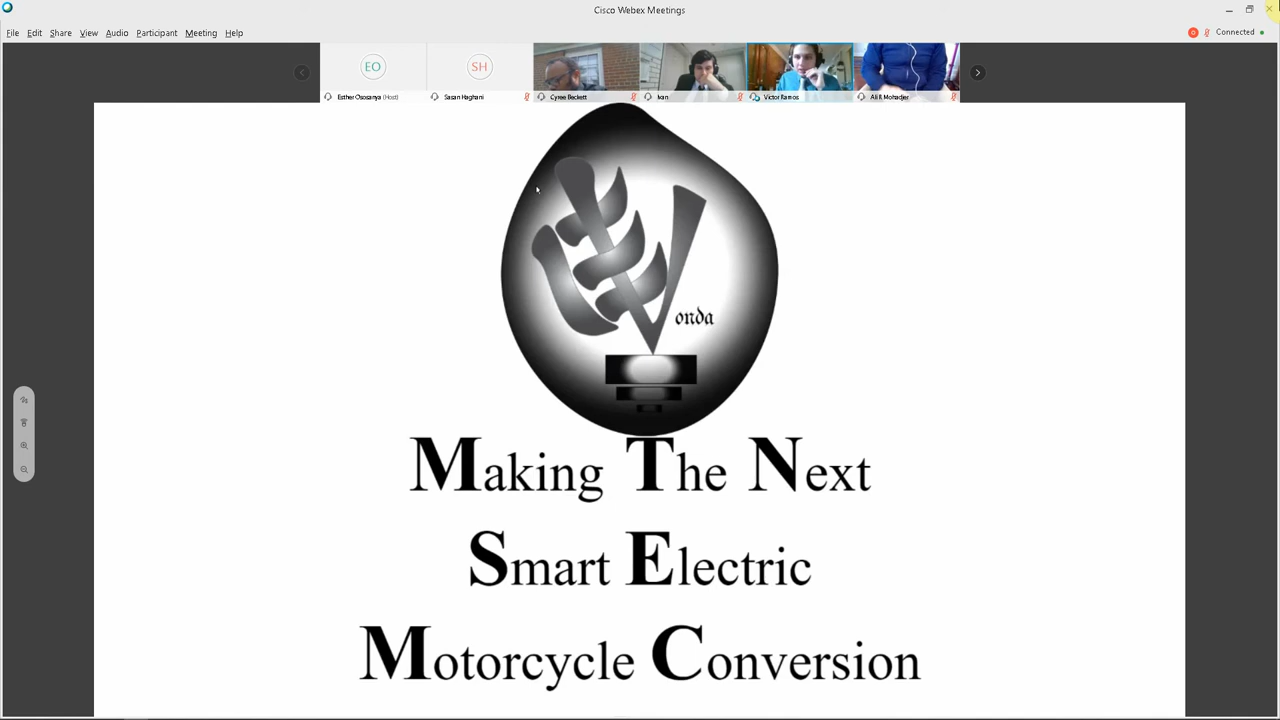 Cisco Webex Meetings
File Edit Share View Audio Participant Meeting Help
Connected
EO
SH
Esther Ososanya (Host)
Sasan Haghani
Cyree Beckett
Ivan
Victor Ramos
Ali R Mohadjer
onda
Making The Next
Smart Electric
Motorcycle Conversion